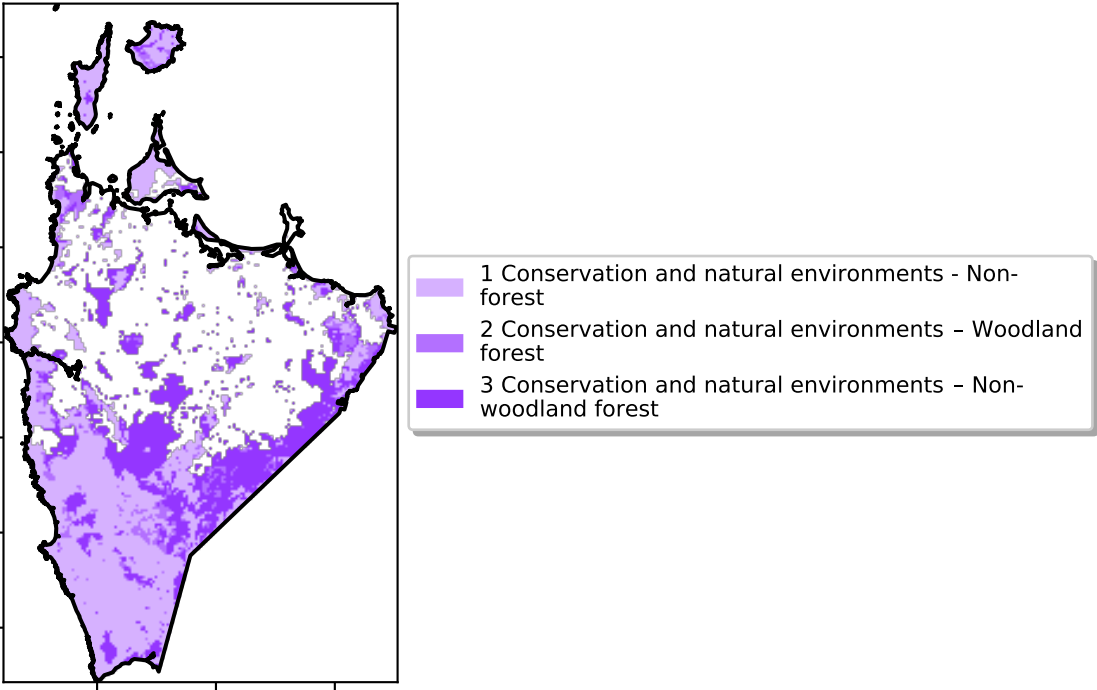 1 Conservation and natural environments - Non-
forest
2 Conservation and natural environments – Woodland
forest
3 Conservation and natural environments – Non-
woodland forest